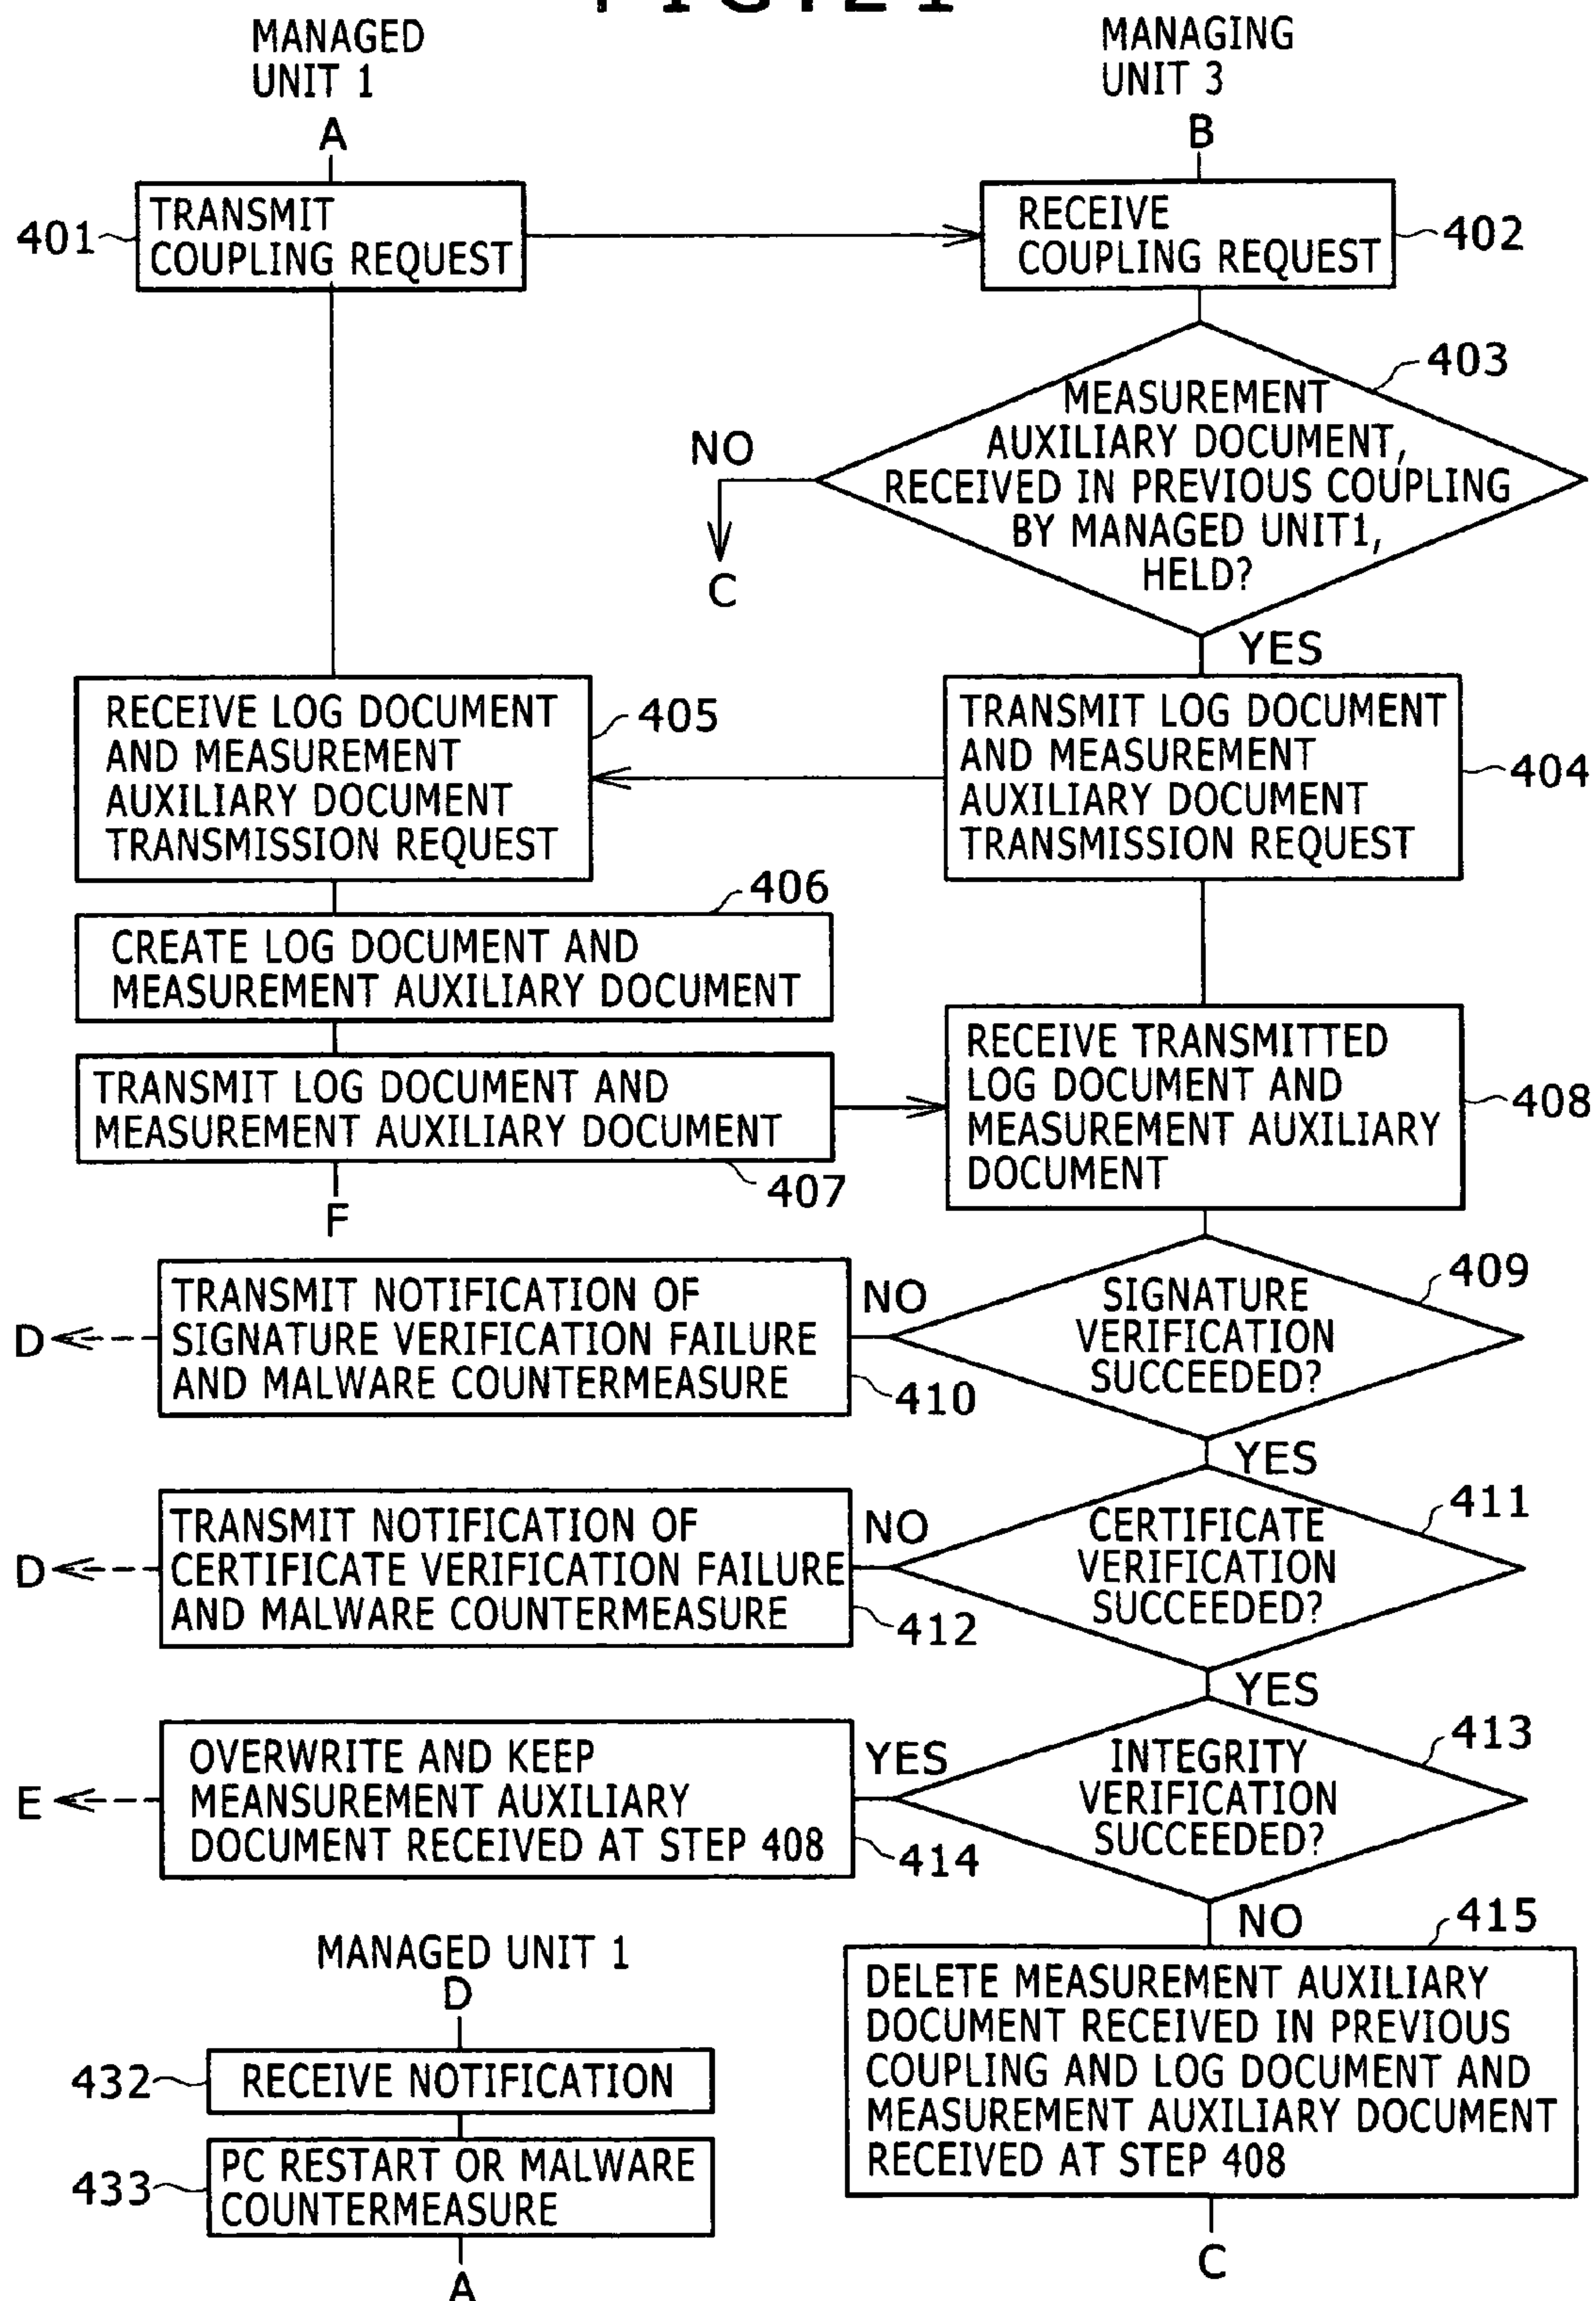 FIG.21
MANAGED
UNIT 1
A
MANAGING
UNIT 3
B
401
TRANSMIT
COUPLING REQUEST
RECEIVE
COUPLING REQUEST
402
403
MEASUREMENT
AUXILIARY DOCUMENT,
RECEIVED IN PREVIOUS COUPLING
BY MANAGED UNIT1,
HELD?
NO
C
YES
RECEIVE LOG DOCUMENT
AND MEASUREMENT
AUXILIARY DOCUMENT
TRANSMISSION REQUEST
405
TRANSMIT LOG DOCUMENT
AND MEASUREMENT
AUXILIARY DOCUMENT
TRANSMISSION REQUEST
404
406
CREATE LOG DOCUMENT AND
MEASUREMENT AUXILIARY DOCUMENT
TRANSMIT LOG DOCUMENT AND
MEASUREMENT AUXILIARY DOCUMENT
407
F
RECEIVE TRANSMITTED
LOG DOCUMENT AND
MEASUREMENT AUXILIARY
DOCUMENT
408
D
TRANSMIT NOTIFICATION OF
SIGNATURE VERIFICATION FAILURE
AND MALWARE COUNTERMEASURE
410
NO
SIGNATURE
VERIFICATION
SUCCEEDED?
409
YES
D
TRANSMIT NOTIFICATION OF
CERTIFICATE VERIFICATION FAILURE
AND MALWARE COUNTERMEASURE
412
NO
CERTIFICATE
VERIFICATION
SUCCEEDED?
411
YES
E
OVERWRITE AND KEEP
MEANSUREMENT AUXILIARY
DOCUMENT RECEIVED AT STEP 408
414
YES
INTEGRITY
VERIFICATION
SUCCEEDED?
413
NO
415
DELETE MEASUREMENT AUXILIARY
DOCUMENT RECEIVED IN PREVIOUS
COUPLING AND LOG DOCUMENT AND
MEASUREMENT AUXILIARY DOCUMENT
RECEIVED AT STEP 408
C
MANAGED UNIT 1
D
432
RECEIVE NOTIFICATION
433
PC RESTART OR MALWARE
COUNTERMEASURE
A